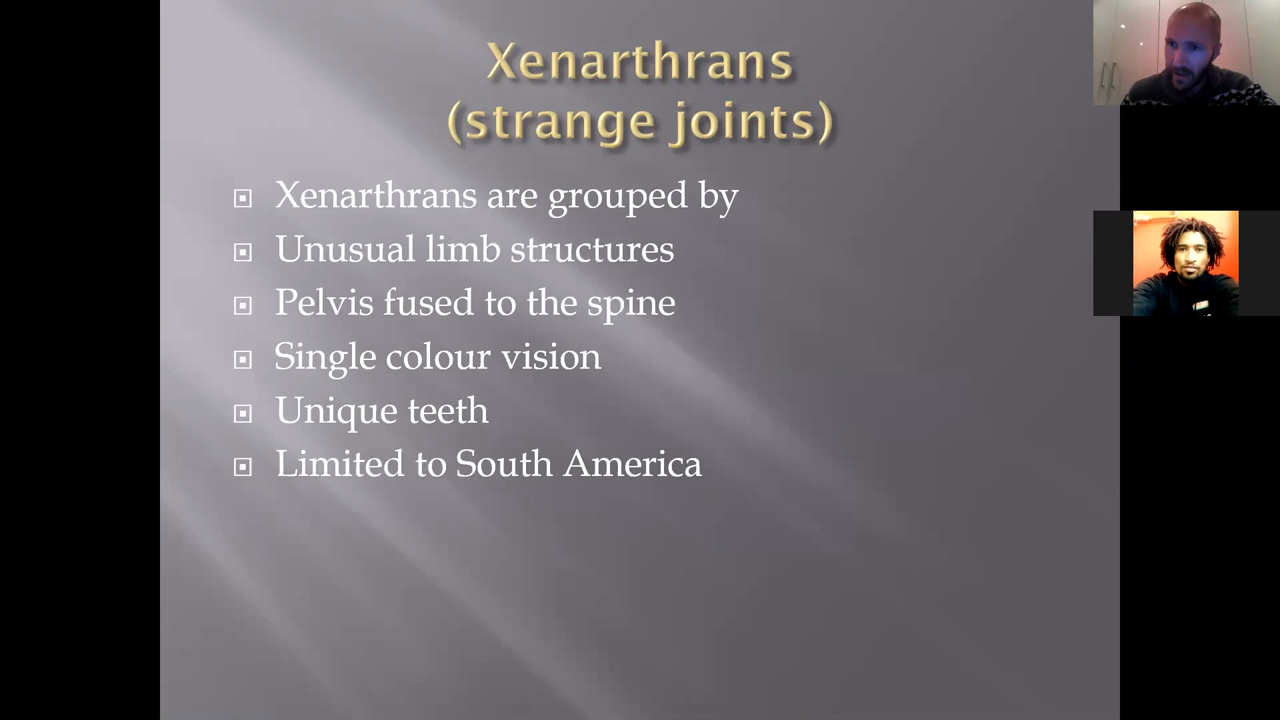 Xenarthrans
(strange joints)
Xenarthrans are grouped by
Unusual limb structures
Pelvis fused to the spine
Single colour vision
Unique teeth
Limited to South America